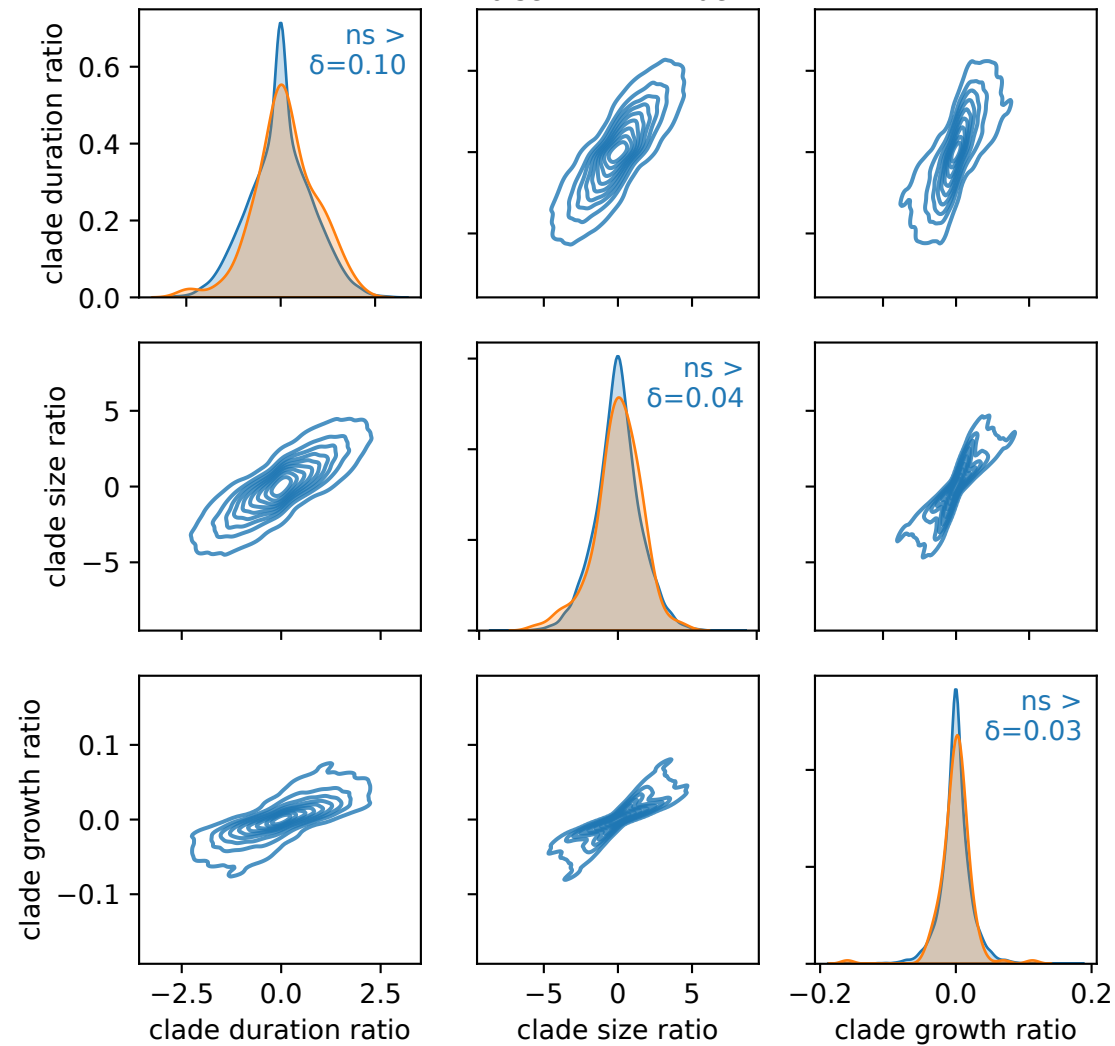 clade duration ratio
0.6
0.4
0.2
0.0
ns >
δ=0.10
clade size ratio
5
0
−5
ns >
δ=0.04
clade growth ratio
0.1
0.0
−0.1
ns >
δ=0.03
−2.5 0.0 2.5
−5 0 5
−0.2 0.0 0.2
clade duration ratio
clade size ratio
clade growth ratio